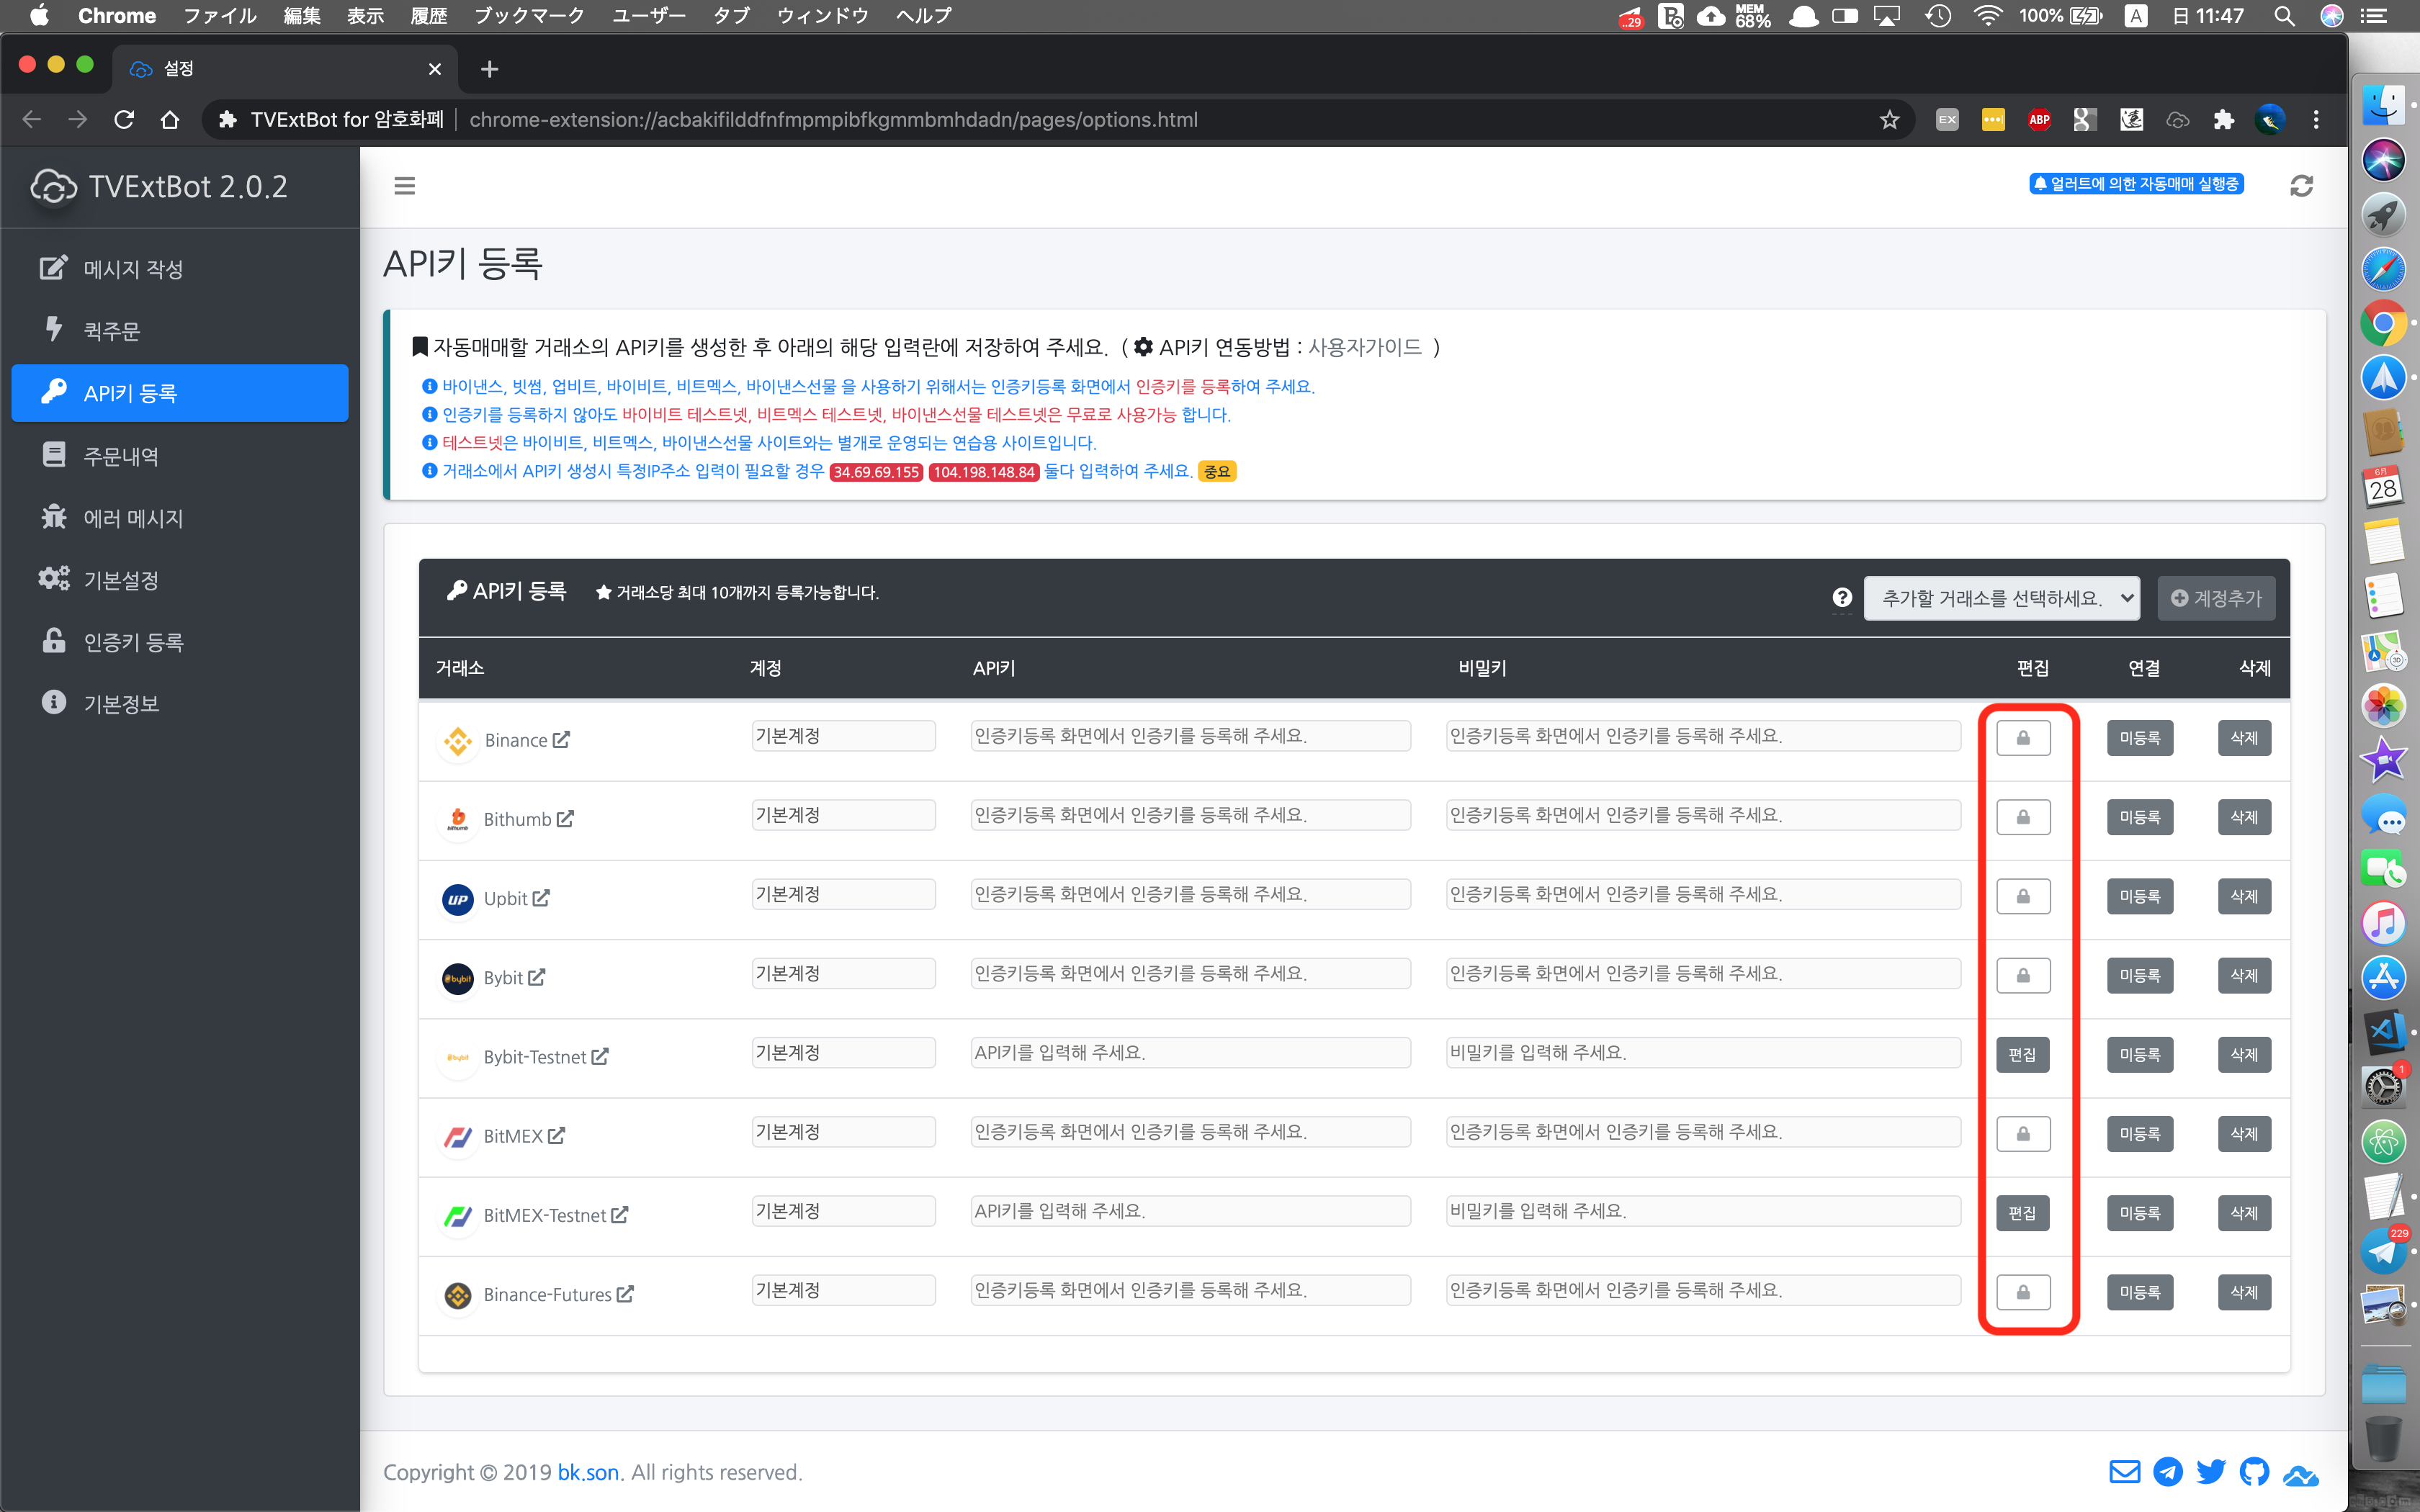 Chrome ファイル 編集 表示 履歴 ブックマーク ユーザー タブ ウィンドウ ヘルプ ..29 MEM 68% 100% A 日 11:47
설정
TVExtBot for 암호화폐 chrome-extension://acbakifilddfnfmpmpibfkgmmbmhdadn/pages/options.html EX ABP
TVExtBot 2.0.2
얼러트에 의한 자동매매 실행중
메시지 작성
퀵주문
API키 등록
주문내역
에러 메시지
기본설정
인증키 등록
기본정보
API키 등록
자동매매할 거래소의 API키를 생성한 후 아래의 해당 입력란에 저장하여 주세요. ( API키 연동방법 : 사용자가이드 )
바이낸스, 빗썸, 업비트, 바이비트, 비트멕스, 바이낸스선물 을 사용하기 위해서는 인증키등록 화면에서 인증키를 등록하여 주세요.
인증키를 등록하지 않아도 바이비트 테스트넷, 비트멕스 테스트넷, 바이낸스선물 테스트넷은 무료로 사용가능 합니다.
테스트넷은 바이비트, 비트멕스, 바이낸스선물 사이트와는 별개로 운영되는 연습용 사이트입니다.
거래소에서 API키 생성시 특정IP주소 입력이 필요할 경우 34.69.69.155 104.198.148.84 둘다 입력하여 주세요. 중요
API키 등록 거래소당 최대 10개까지 등록가능합니다. 추가할 거래소를 선택하세요. 계정추가
거래소 계정 API키 비밀키 편집 연결 삭제
Binance 기본계정 인증키등록 화면에서 인증키를 등록해 주세요. 인증키등록 화면에서 인증키를 등록해 주세요. 미등록 삭제
bithumb Bithumb 기본계정 인증키등록 화면에서 인증키를 등록해 주세요. 인증키등록 화면에서 인증키를 등록해 주세요. 미등록 삭제
UP Upbit 기본계정 인증키등록 화면에서 인증키를 등록해 주세요. 인증키등록 화면에서 인증키를 등록해 주세요. 미등록 삭제
bybit Bybit 기본계정 인증키등록 화면에서 인증키를 등록해 주세요. 인증키등록 화면에서 인증키를 등록해 주세요. 미등록 삭제
bybit Bybit-Testnet 기본계정 API키를 입력해 주세요. 비밀키를 입력해 주세요. 편집 미등록 삭제
BitMEX 기본계정 인증키등록 화면에서 인증키를 등록해 주세요. 인증키등록 화면에서 인증키를 등록해 주세요. 미등록 삭제
BitMEX-Testnet 기본계정 API키를 입력해 주세요. 비밀키를 입력해 주세요. 편집 미등록 삭제
Binance-Futures 기본계정 인증키등록 화면에서 인증키를 등록해 주세요. 인증키등록 화면에서 인증키를 등록해 주세요. 미등록 삭제
Copyright © 2019 bk.son. All rights reserved.
6月
28
3D
1
229